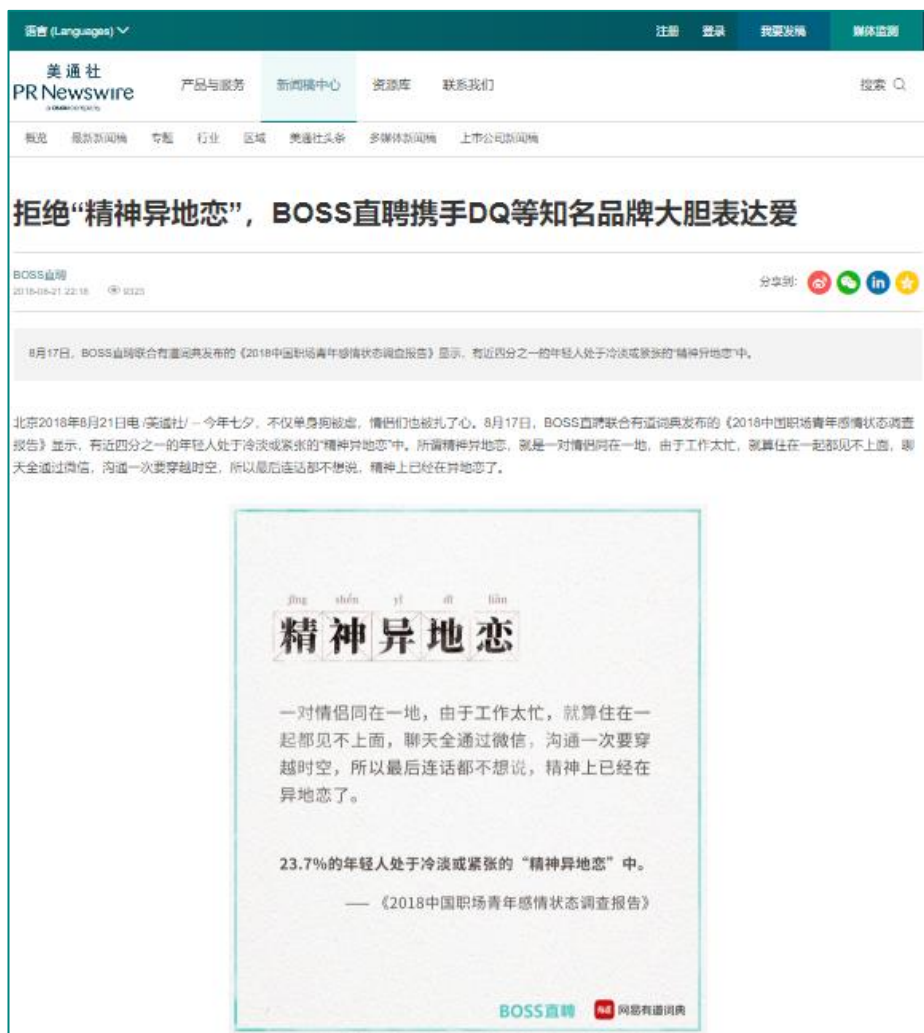 语言 (Languages)
注册 登录 我要发稿 媒体监测
美通社
PR Newswire
a CISION company
产品与服务 新闻稿中心 资源库 联系我们
搜索
概览 最新新闻稿 专题 行业 区域 美通社头条 多媒体新闻稿 上市公司新闻稿
拒绝“精神异地恋”，BOSS直聘携手DQ等知名品牌大胆表达爱
BOSS直聘
2018-08-21 22:18 9325
分享到:
8月17日，BOSS直聘联合有道词典发布的《2018中国职场青年感情状态调查报告》显示，有近四分之一的年轻人处于冷淡或紧张的“精神异地恋”中。
北京2018年8月21日电 /美通社/ -- 今年七夕，不仅单身狗被虐，情侣们也被扎了心。8月17日，BOSS直聘联合有道词典发布的《2018中国职场青年感情状态调查
报告》显示，有近四分之一的年轻人处于冷淡或紧张的“精神异地恋”中。所谓精神异地恋，就是一对情侣同在一地，由于工作太忙，就算住在一起都见不上面，聊
天全通过微信，沟通一次要穿越时空，所以最后连话都不想说，精神上已经在异地恋了。
jīng shén yì dì liàn
精神异地恋
一对情侣同在一地，由于工作太忙，就算住在一
起都见不上面，聊天全通过微信，沟通一次要穿
越时空，所以最后连话都不想说，精神上已经在
异地恋了。
23.7%的年轻人处于冷淡或紧张的“精神异地恋”中。
—— 《2018中国职场青年感情状态调查报告》
BOSS直聘 有道 网易有道词典